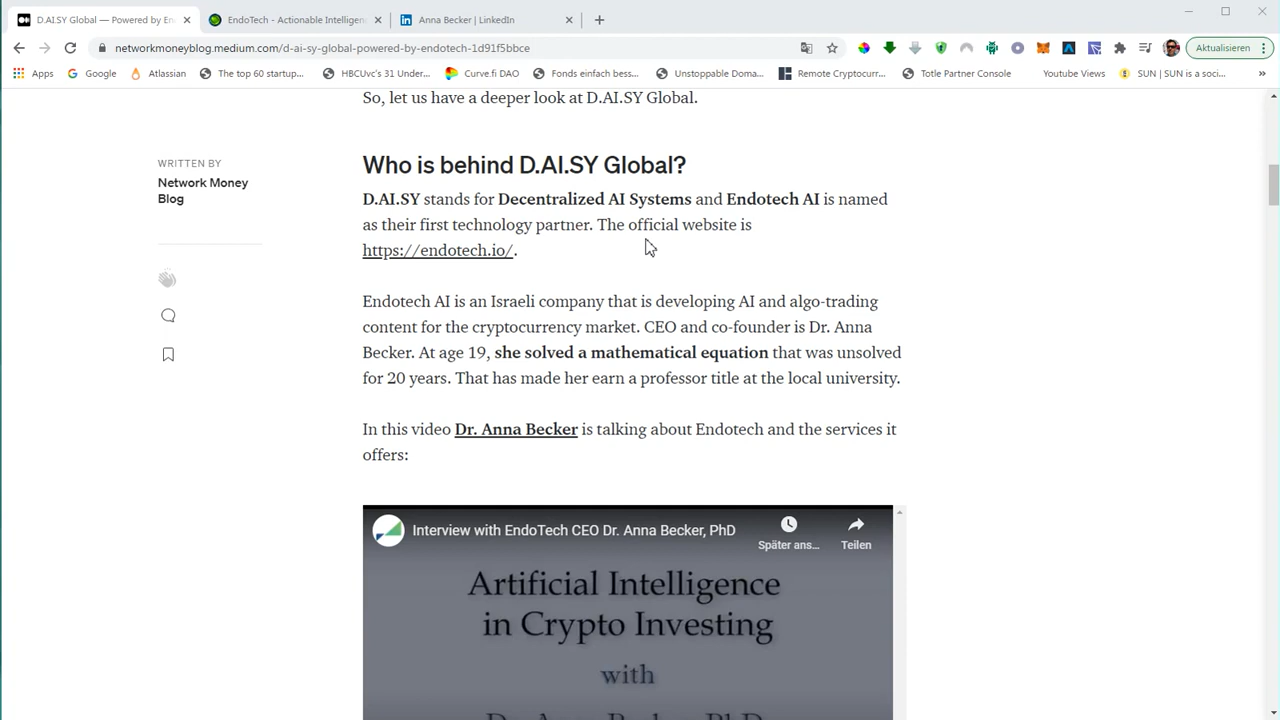 D.AI.SY Global — Powered by En
EndoTech - Actionable Intelligen
Anna Becker | LinkedIn
networkmoneyblog.medium.com/d-ai-sy-global-powered-by-endotech-1d91f5bbce
Aktualisieren
Apps
Google
Atlassian
The top 60 startup...
HBCUvc's 31 Under...
Curve.fi DAO
Fonds einfach bess...
Unstoppable Doma...
Remote Cryptocurr...
Totle Partner Console
Youtube Views
SUN | SUN is a soci...
So, let us have a deeper look at D.AI.SY Global.
WRITTEN BY
Network Money
Blog
Who is behind D.AI.SY Global?
D.AI.SY stands for Decentralized AI Systems and Endotech AI is named
as their first technology partner. The official website is
https://endotech.io/.
Endotech AI is an Israeli company that is developing AI and algo-trading
content for the cryptocurrency market. CEO and co-founder is Dr. Anna
Becker. At age 19, she solved a mathematical equation that was unsolved
for 20 years. That has made her earn a professor title at the local university.
In this video Dr. Anna Becker is talking about Endotech and the services it
offers:
Interview with EndoTech CEO Dr. Anna Becker, PhD
Später ans...
Teilen
Artificial Intelligence
in Crypto Investing
with
Dr. Anna Becker, PhD